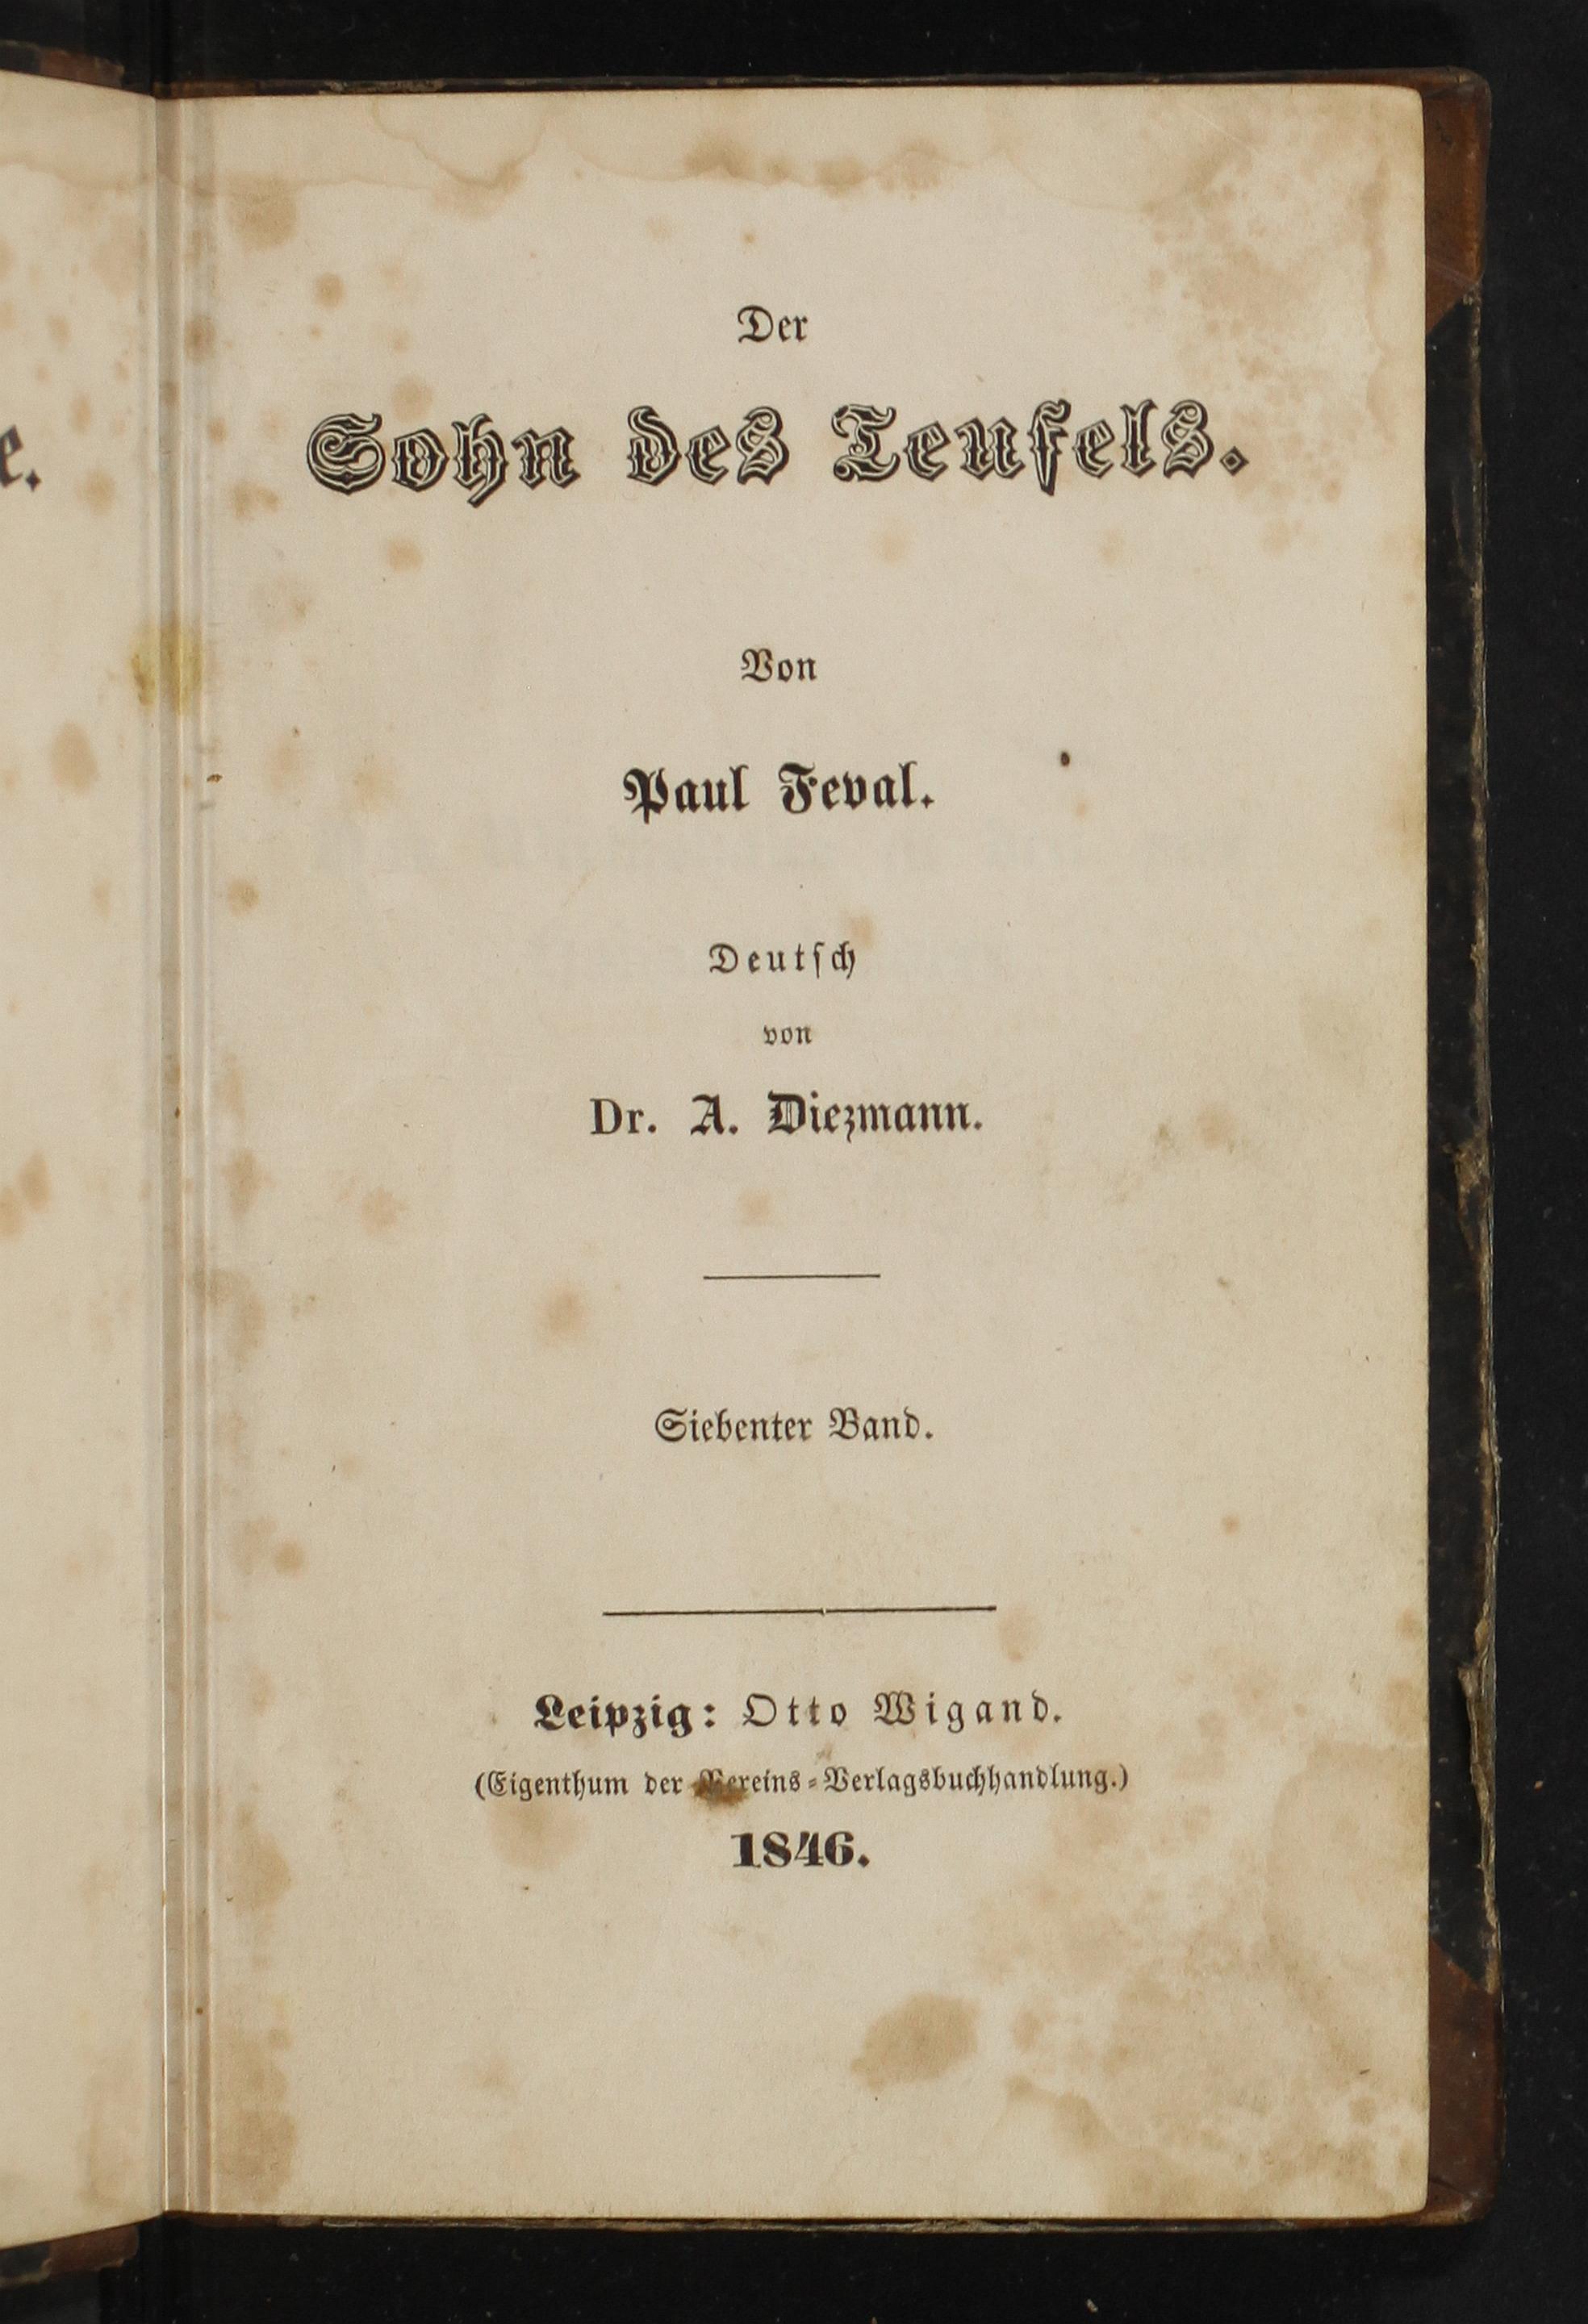 Der
Sohn des Teufels.
Von
Paul Feval.
Deutsch
von
Dr. A. Diezmann.
Siebenter Band.
Leipzig: Otto Wigand.
(Eigenthum der Vereins-Verlagsbuchhandlung.)
1846.